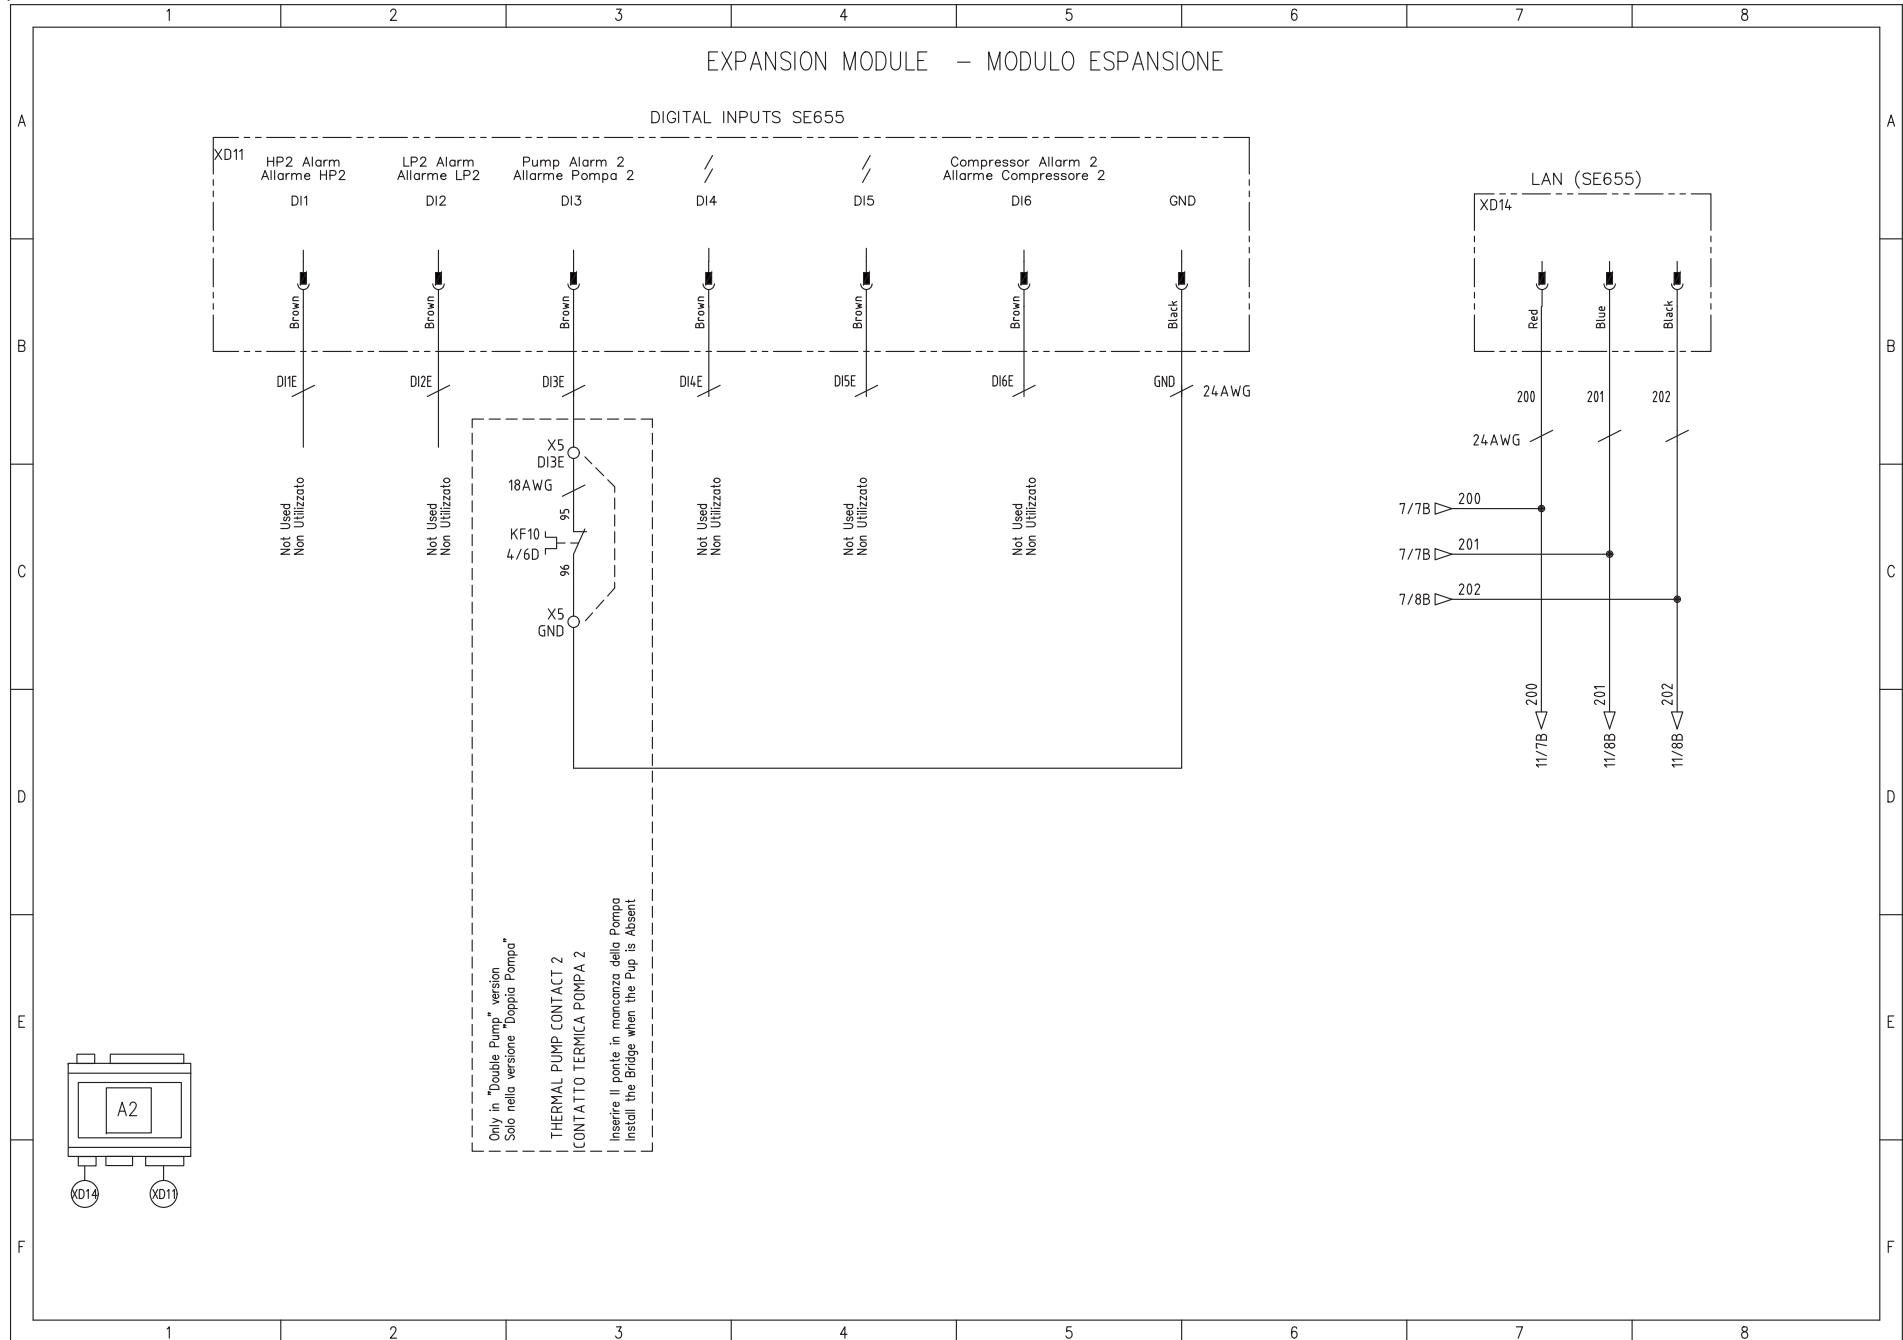 1 2 3 4 5 6 7 8
EXPANSION MODULE - MODULO ESPANSIONE
A A
DIGITAL INPUTS SE655
XD11
HP2 Alarm
Allarme HP2
DI1
LP2 Alarm
Allarme LP2
DI2
Pump Alarm 2
Allarme Pompa 2
DI3
/
/
DI4
/
/
DI5
Compressor Allarm 2
Allarme Compressore 2
DI6
GND
LAN (SE655)
XD14
Brown
Brown
Brown
Brown
Brown
Brown
Black
Red
Blue
Black
B B
DI1E
DI2E
DI3E
DI4E
DI5E
DI6E
GND
24AWG
200
201
202
24AWG
X5
DI3E
18AWG
95
KF10
4/6D
96
X5
GND
Not Used
Non Utilizzato
Not Used
Non Utilizzato
Not Used
Non Utilizzato
Not Used
Non Utilizzato
Not Used
Non Utilizzato
7/7B 200
7/7B 201
7/8B 202
C C
200
201
202
11/7B
11/8B
11/8B
D D
Only in "Double Pump" version
Solo nella versione "Doppia Pompa"
THERMAL PUMP CONTACT 2
CONTATTO TERMICA POMPA 2
Inserire Il ponte in mancanza della Pompa
Install the Bridge when the Pup is Absent
E E
A2
XD14
XD11
F F
1 2 3 4 5 6 7 8